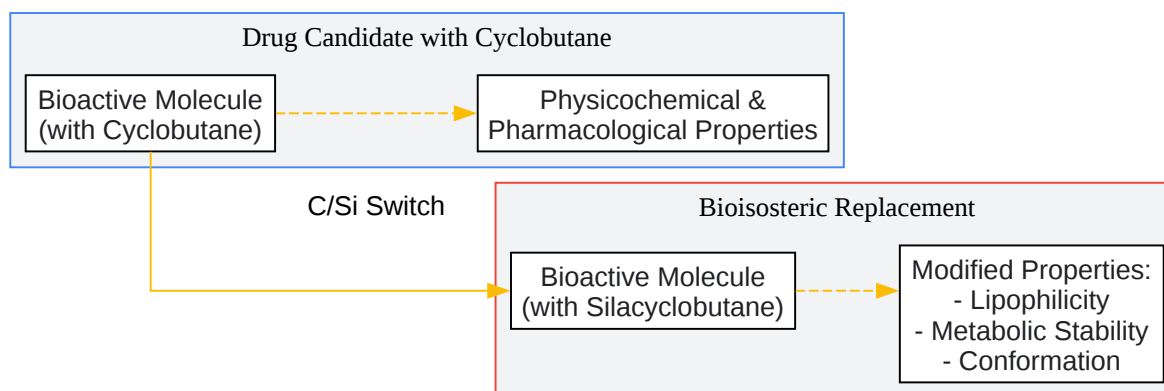 Drug Candidate with Cyclobutane
Bioactive Molecule
(with Cyclobutane)
Physicochemical &
Pharmacological Properties
C/Si Switch
Bioisosteric Replacement
Bioactive Molecule
(with Silacyclobutane)
Modified Properties:
- Lipophilicity
- Metabolic Stability
- Conformation